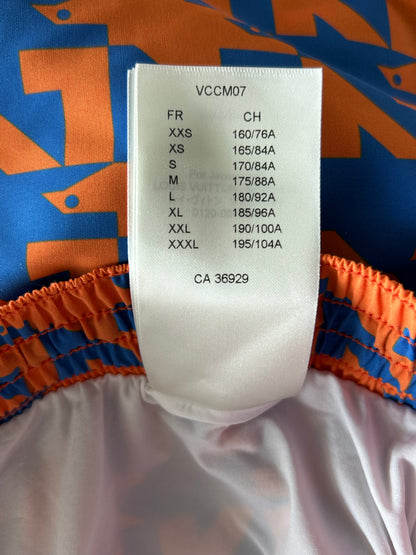 VCCM07
FR CH
XXS 160/76A
XS 165/84A
S 170/84A
M 175/88A
L 180/92A
XL 185/96A
XXL 190/100A
XXXL 195/104A
CA 36929